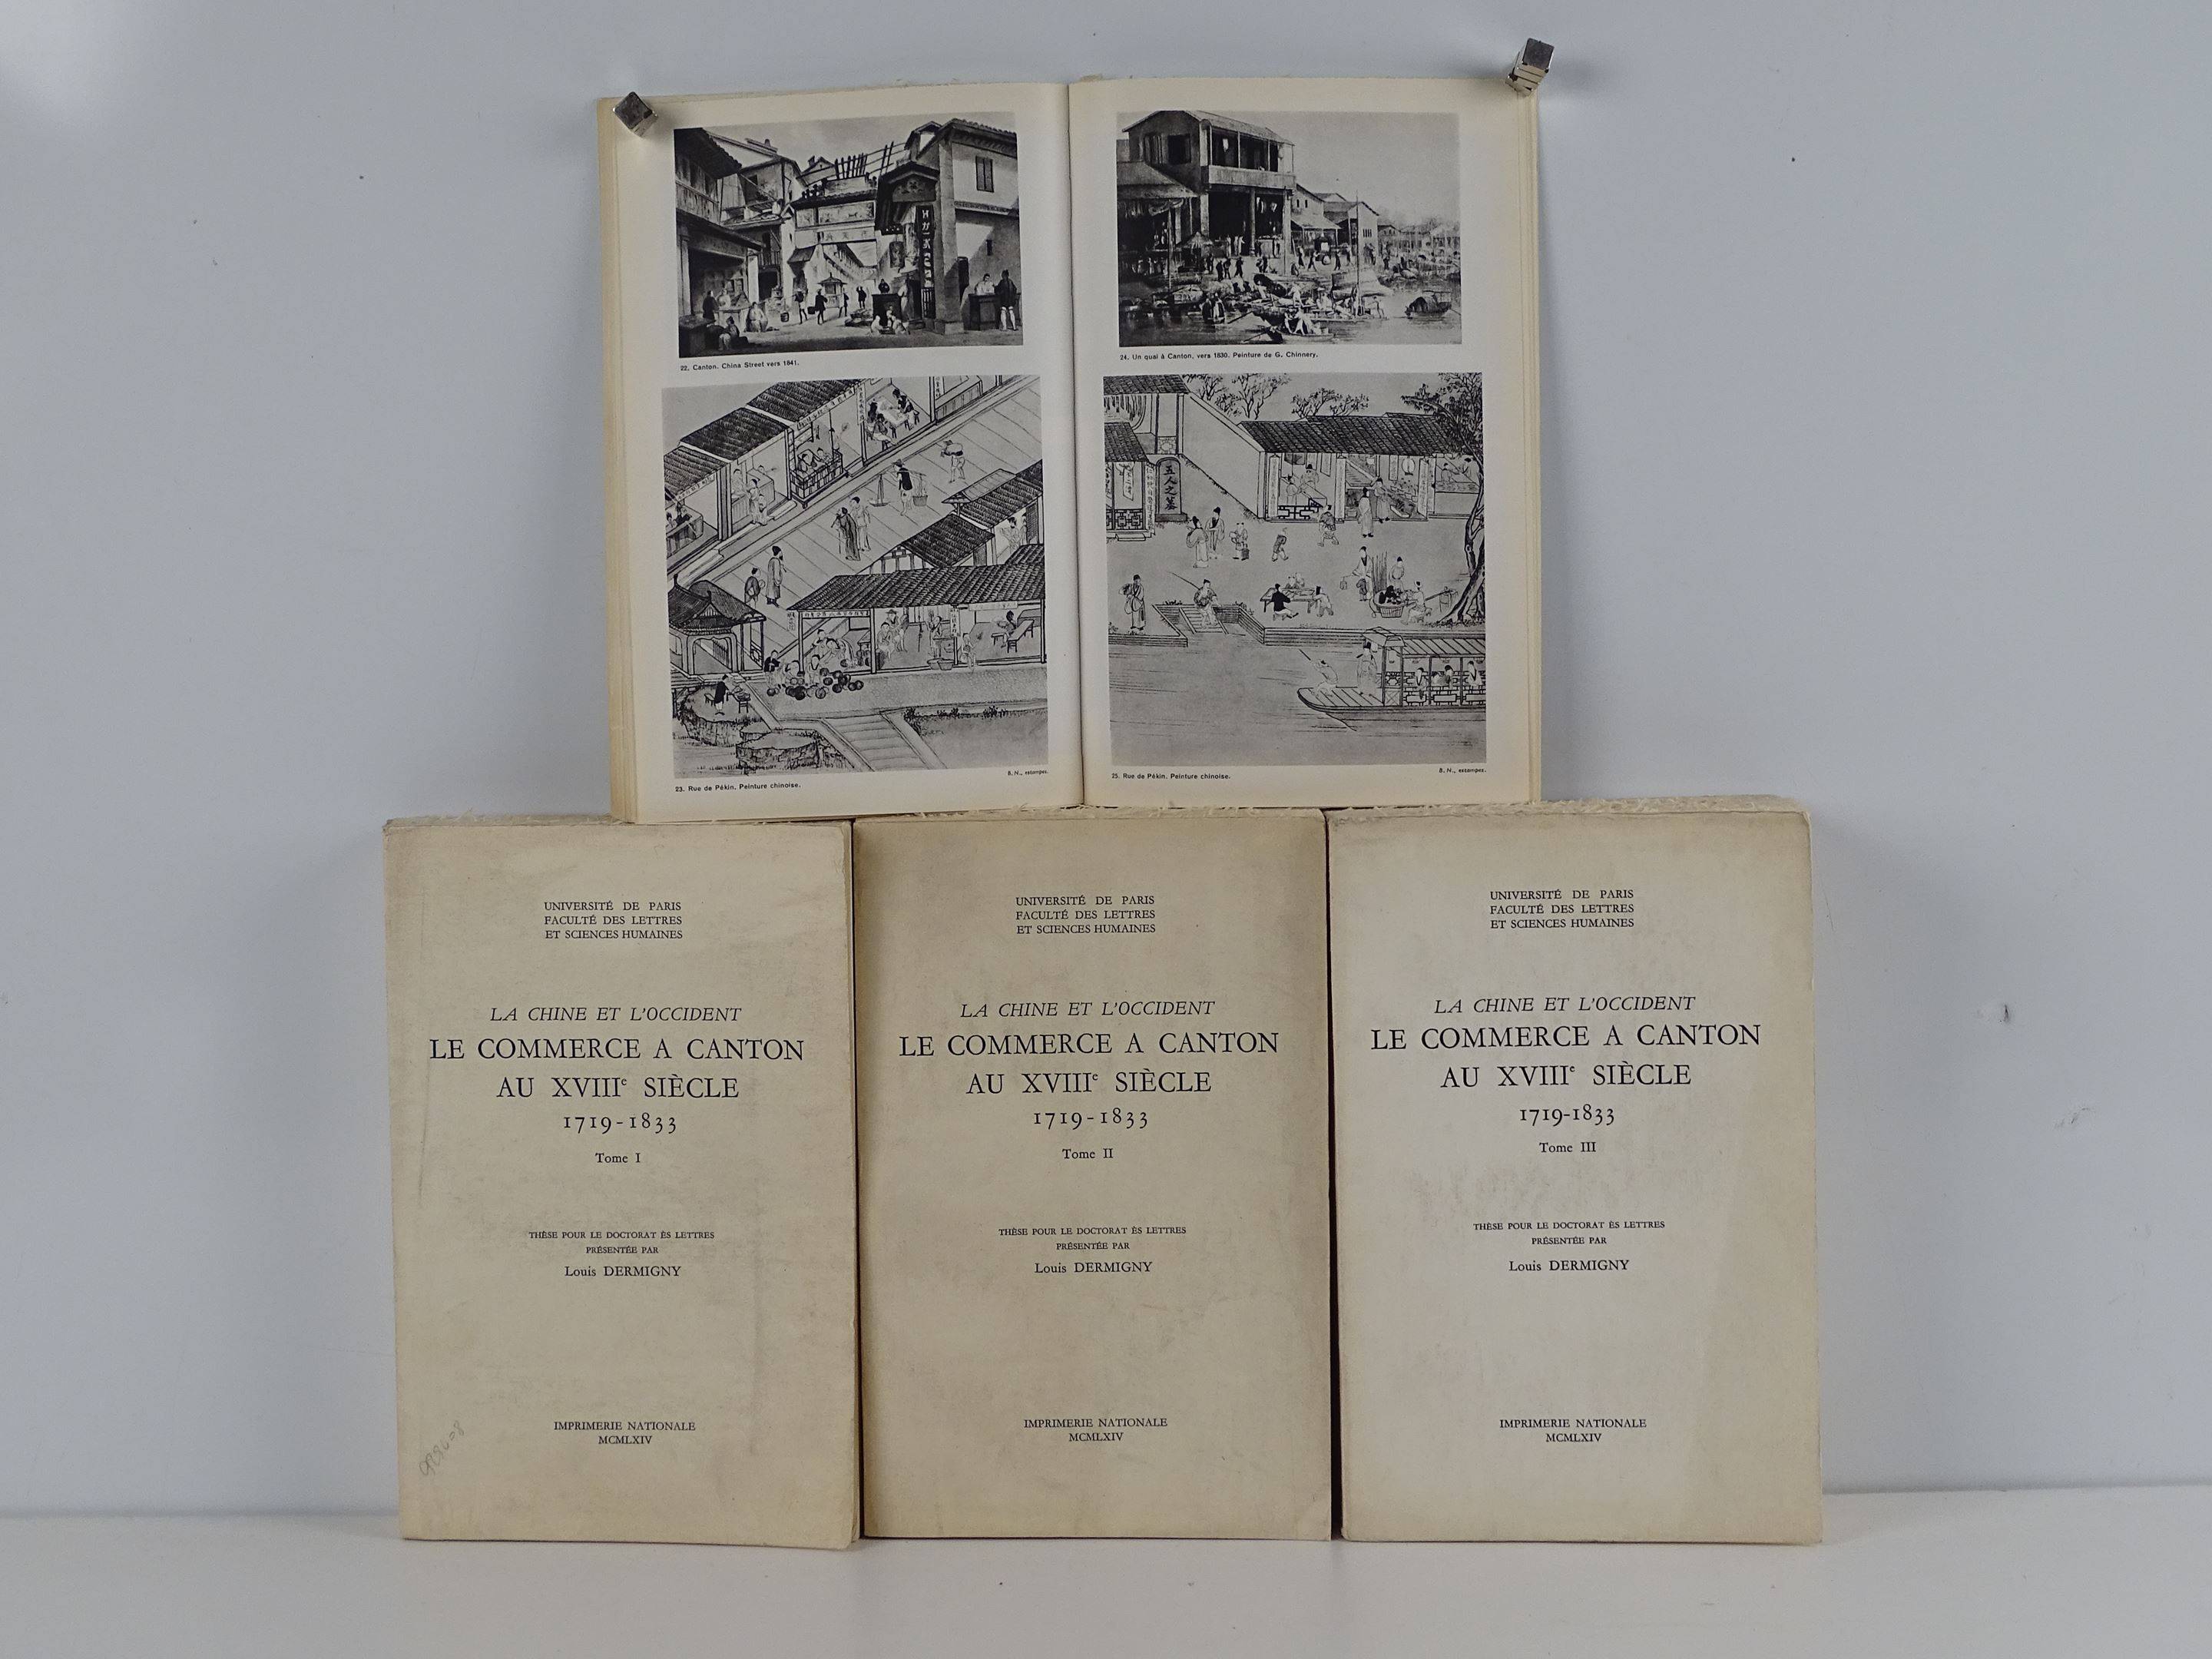 22. Canton. China Street vers 1841.
24. Un quai à Canton, vers 1830. Peinture de G. Chinnery.
五人之墓
B. N., estampes.
23. Rue de Pékin. Peinture chinoise.
B. N., estampes.
25. Rue de Pékin. Peinture chinoise.
UNIVERSITÉ DE PARIS
FACULTÉ DES LETTRES
ET SCIENCES HUMAINES
LA CHINE ET L'OCCIDENT
LE COMMERCE A CANTON
AU XVIIIe SIÈCLE
1719-1833
Tome I
THÈSE POUR LE DOCTORAT ÈS LETTRES
PRÉSENTÉE PAR
Louis DERMIGNY
IMPRIMERIE NATIONALE
MCMLXIV
UNIVERSITÉ DE PARIS
FACULTÉ DES LETTRES
ET SCIENCES HUMAINES
LA CHINE ET L'OCCIDENT
LE COMMERCE A CANTON
AU XVIIIe SIÈCLE
1719-1833
Tome II
THÈSE POUR LE DOCTORAT ÈS LETTRES
PRÉSENTÉE PAR
Louis DERMIGNY
IMPRIMERIE NATIONALE
MCMLXIV
UNIVERSITÉ DE PARIS
FACULTÉ DES LETTRES
ET SCIENCES HUMAINES
LA CHINE ET L'OCCIDENT
LE COMMERCE A CANTON
AU XVIIIe SIÈCLE
1719-1833
Tome III
THÈSE POUR LE DOCTORAT ÈS LETTRES
PRÉSENTÉE PAR
Louis DERMIGNY
IMPRIMERIE NATIONALE
MCMLXIV